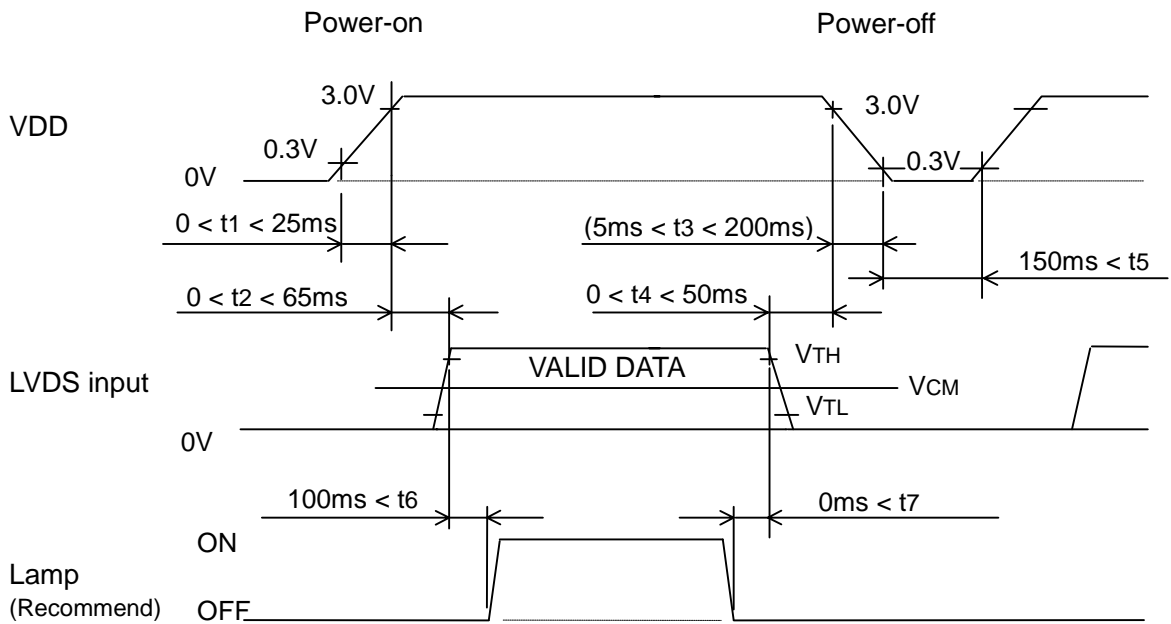 Power-on
Power-off
VDD
3.0V
3.0V
0.3V
0.3V
0V
0 < t1 < 25ms
(5ms < t3 < 200ms)
150ms < t5
0 < t2 < 65ms
0 < t4 < 50ms
LVDS input
VALID DATA
VTH
VCM
VTL
0V
100ms < t6
0ms < t7
ON
Lamp
(Recommend)
OFF